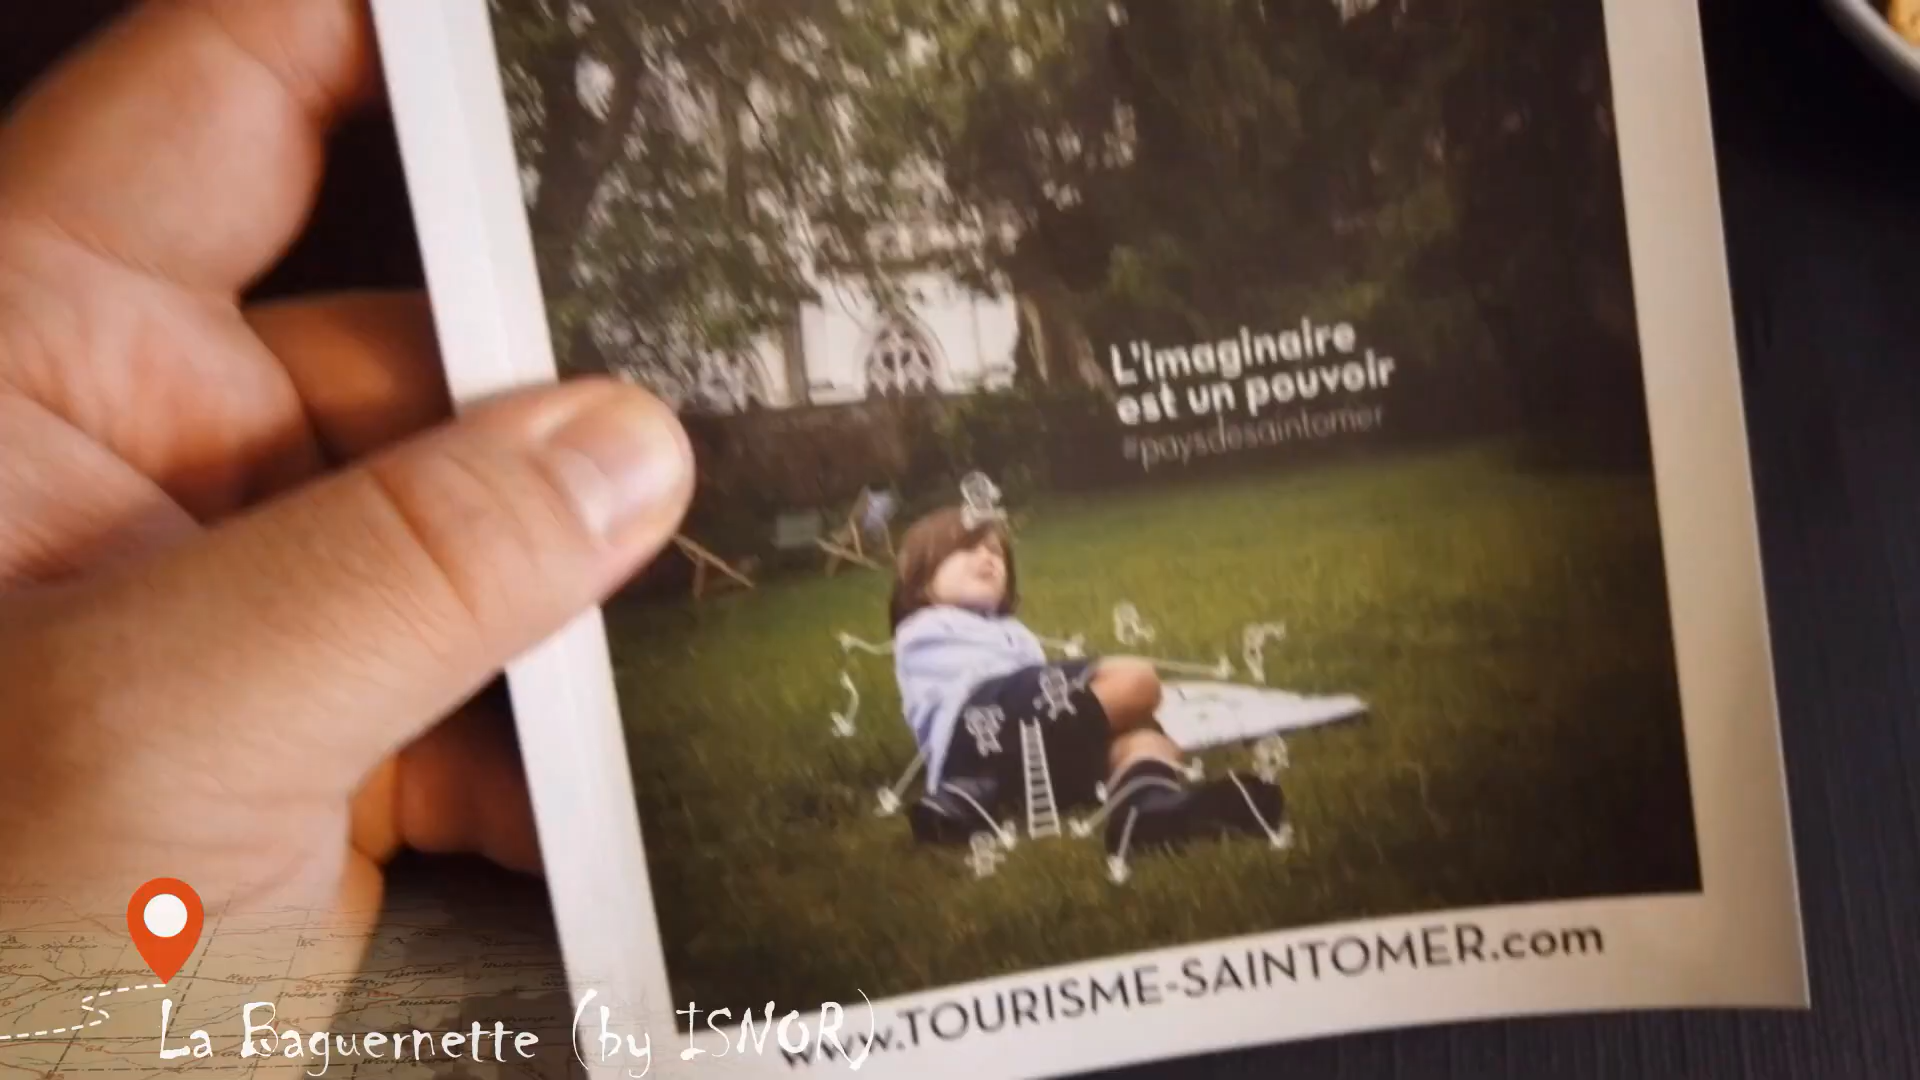 L'imaginaire
est un pouvoir
#paysdesaintomer
www.TOURISME-SAINTOMER.com
La Baguernette (by ISNOR)